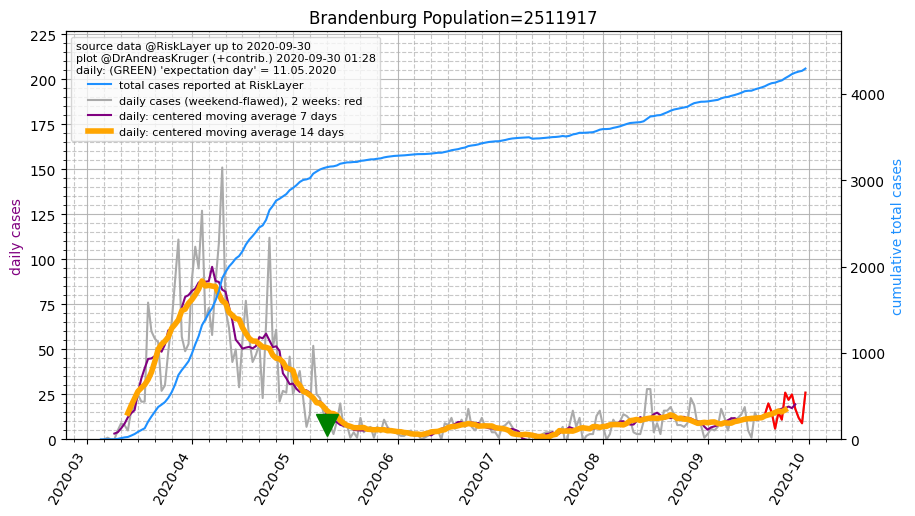 Brandenburg Population=2511917
source data @RiskLayer up to 2020-09-30
plot @DrAndreasKruger (+contrib.) 2020-09-30 01:28
daily: (GREEN) 'expectation day' = 11.05.2020
total cases reported at RiskLayer
daily cases (weekend-flawed), 2 weeks: red
daily: centered moving average 7 days
daily: centered moving average 14 days
daily cases
225
200
175
150
125
100
75
50
25
0
4000
3000
2000
1000
0
cumulative total cases
2020-03
2020-04
2020-05
2020-06
2020-07
2020-08
2020-09
2020-10